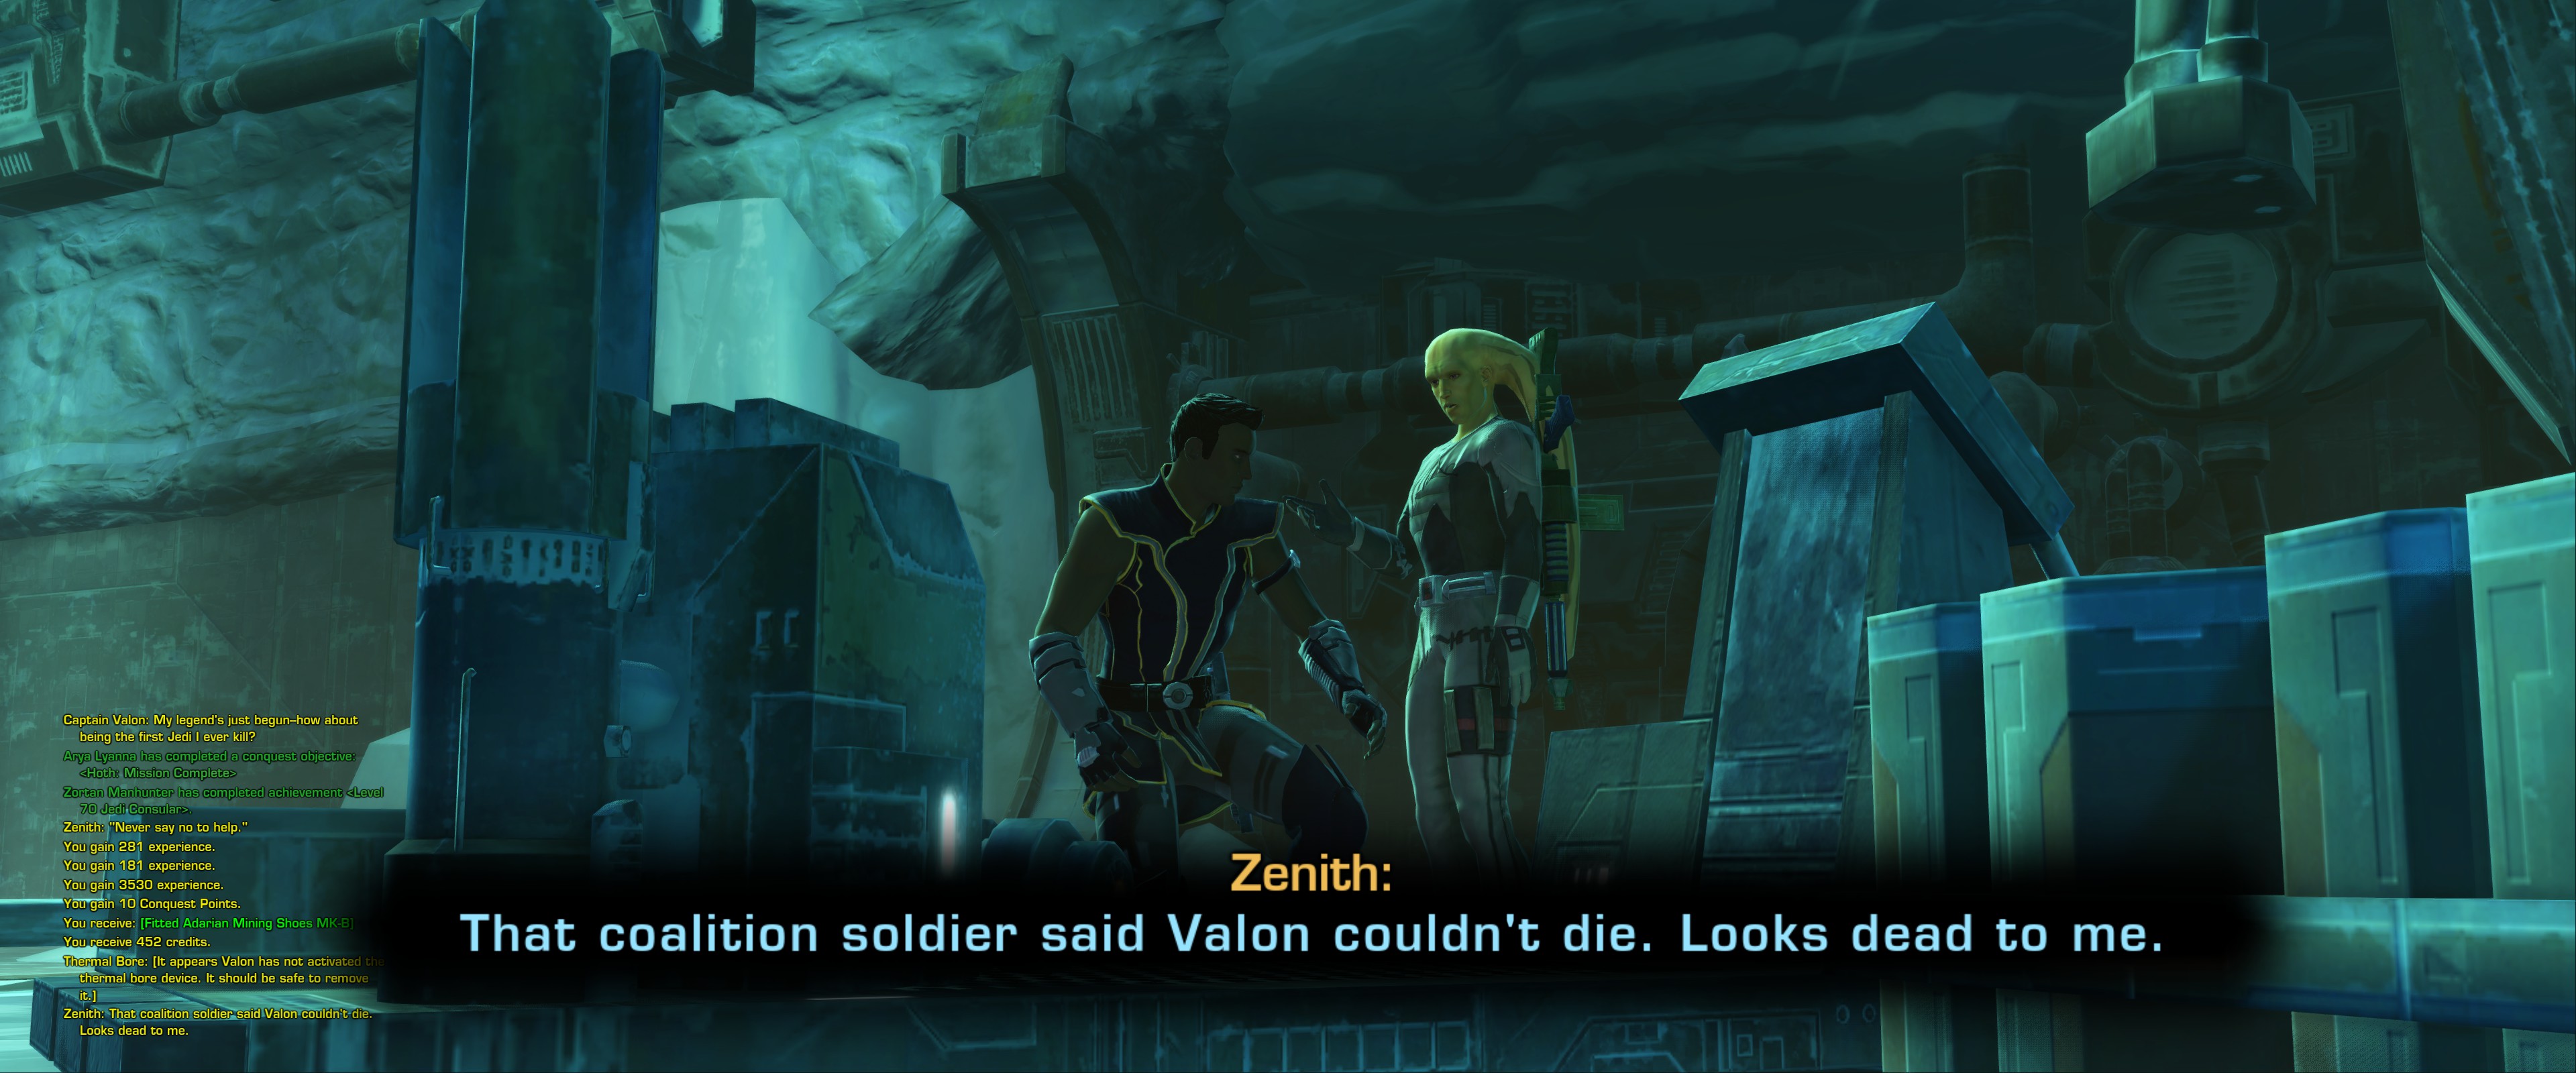 Captain Valon: My legend's just begun–how about
being the first Jedi I ever kill?
Arya Lyanna has completed a conquest objective:
<Hoth: Mission Complete>
Zortan Manhunter has completed achievement <Level
70 Jedi Consular>.
Zenith: "Never say no to help."
You gain 281 experience.
You gain 181 experience.
You gain 3530 experience.
You gain 10 Conquest Points.
You receive: [Fitted Adarian Mining Shoes MK-B]
You receive 452 credits.
Thermal Bore: [It appears Valon has not activated the
thermal bore device. It should be safe to remove
it.]
Zenith: That coalition soldier said Valon couldn't die.
Looks dead to me.
Zenith:
That coalition soldier said Valon couldn't die. Looks dead to me.